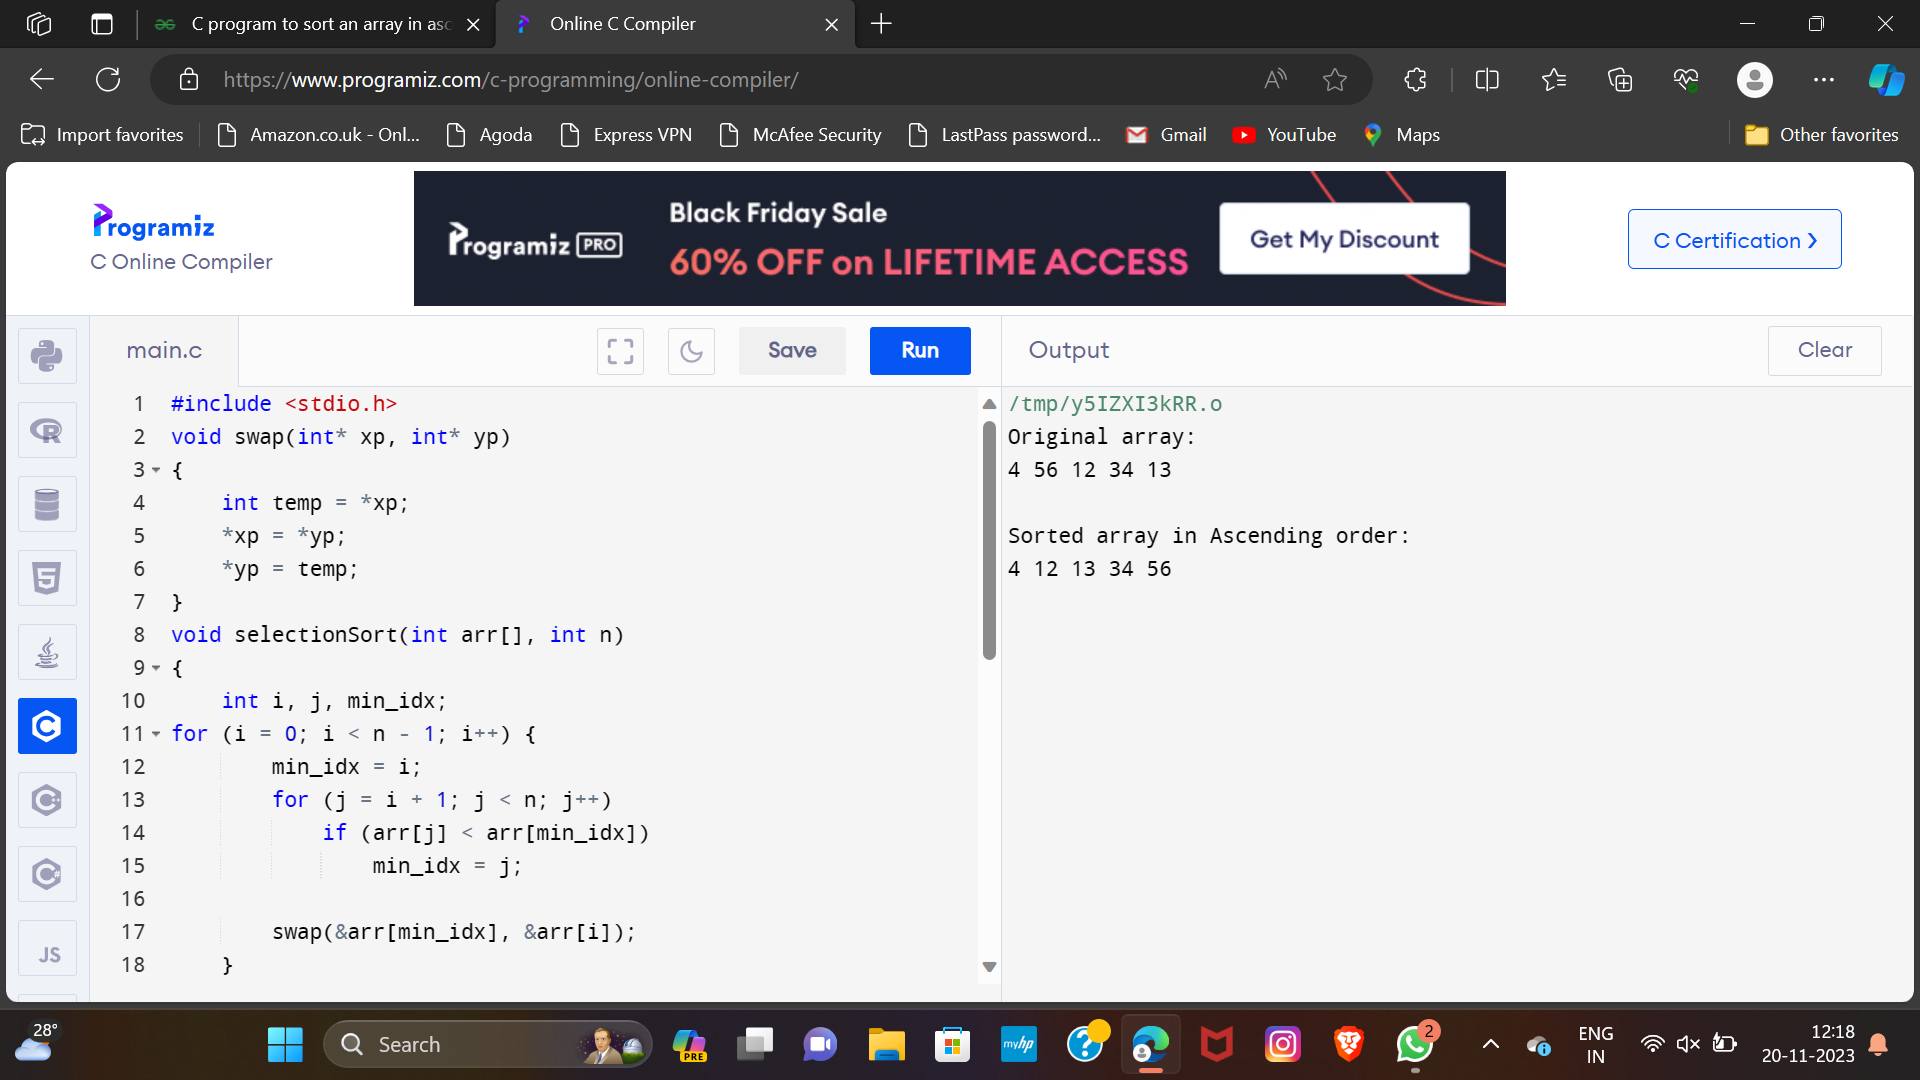 C program to sort an array in asc
Online C Compiler
https://www.programiz.com/c-programming/online-compiler/
Import favorites
Amazon.co.uk - Onl...
Agoda
Express VPN
McAfee Security
LastPass password...
Gmail
YouTube
Maps
Other favorites
Programiz
C Online Compiler
Programiz PRO
Black Friday Sale
60% OFF on LIFETIME ACCESS
Get My Discount
C Certification >
main.c
Save
Run
Output
Clear
1 #include <stdio.h>
2 void swap(int* xp, int* yp)
3 {
4 int temp = *xp;
5 *xp = *yp;
6 *yp = temp;
7 }
8 void selectionSort(int arr[], int n)
9 {
10 int i, j, min_idx;
11 for (i = 0; i < n - 1; i++) {
12 min_idx = i;
13 for (j = i + 1; j < n; j++)
14 if (arr[j] < arr[min_idx])
15 min_idx = j;
16
17 swap(&arr[min_idx], &arr[i]);
18 }
/tmp/y5IZXI3kRR.o
Original array:
4 56 12 34 13
Sorted array in Ascending order:
4 12 13 34 56
JS
28°
Search
PRE
myhp
2
ENG
IN
12:18
20-11-2023